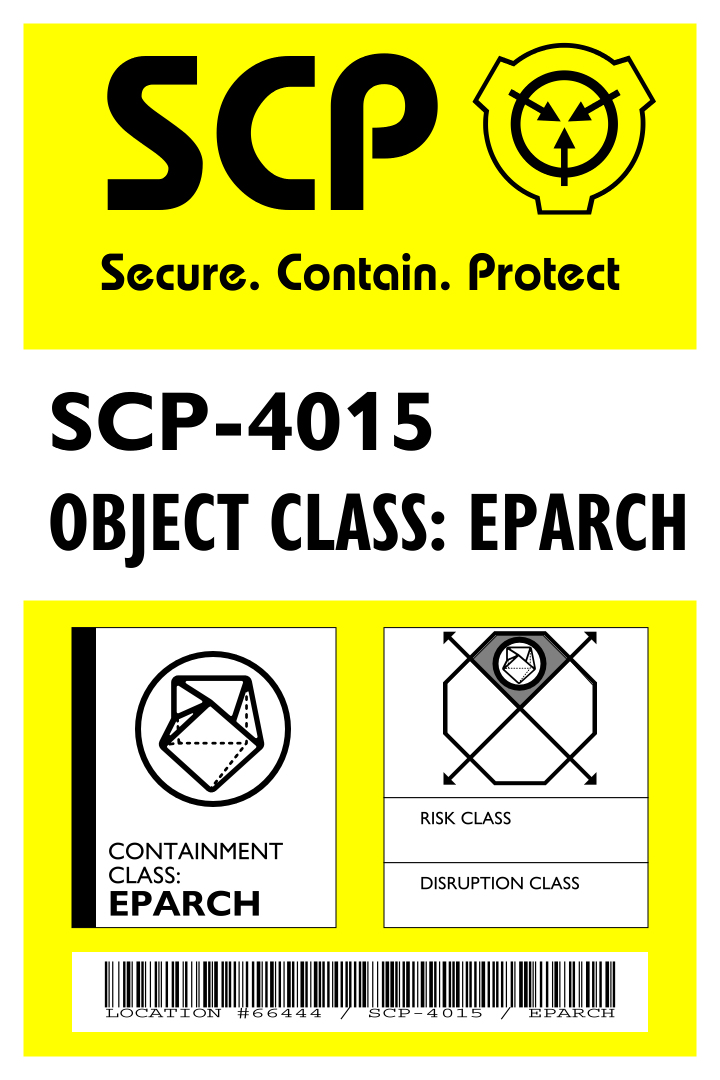 SCP
Secure. Contain. Protect
SCP-4015
OBJECT CLASS: EPARCH
CONTAINMENT
CLASS:
EPARCH
RISK CLASS
DISRUPTION CLASS
LOCATION #66444 / SCP-4015 / EPARCH